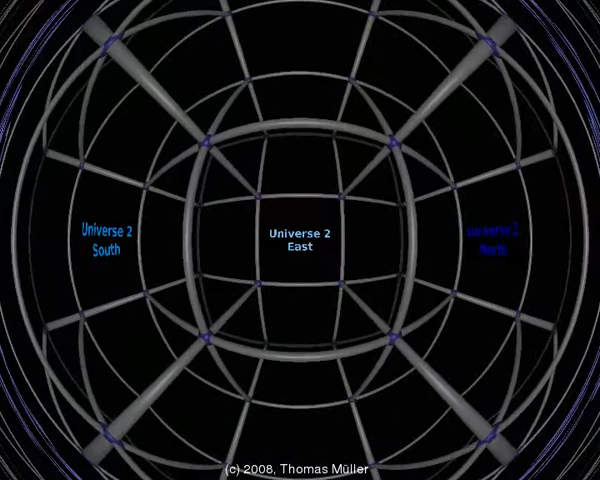 Universe 2
South
Universe 2
East
universe 2
North
(c) 2008, Thomas Müller